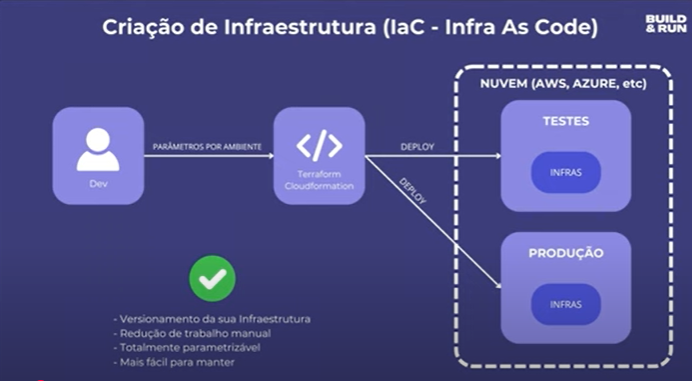 Criação de Infraestrutura (IaC - Infra As Code)
BUILD
& RUN
NUVEM (AWS, AZURE, etc)
Dev
PARÂMETROS POR AMBIENTE
</>
Terraform
Cloudformation
DEPLOY
DEPLOY
TESTES
INFRAS
PRODUÇÃO
INFRAS
- Versionamento da sua Infraestrutura
- Redução de trabalho manual
- Totalmente parametrizável
- Mais fácil para manter